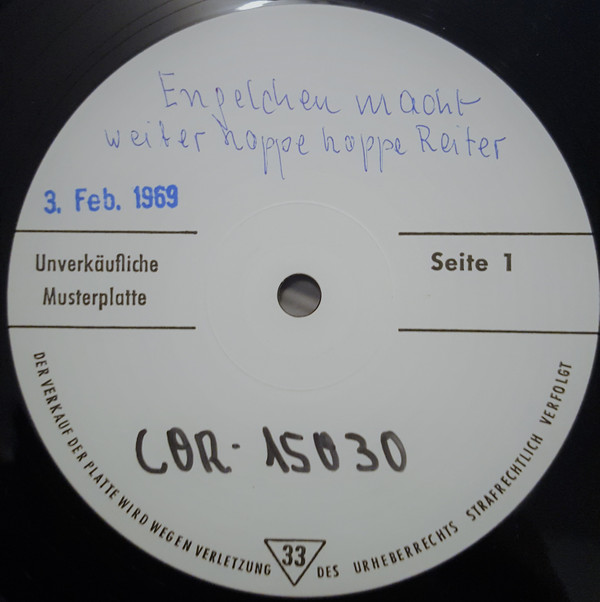 Engelchen macht
weiter hoppe hoppe Reiter
3. Feb. 1969
Unverkäufliche
Musterplatte
Seite 1
COR-15030
33
DER VERKAUF DER PLATTE WIRD WEGEN VERLETZUNG DES URHEBERRECHTS STRAFRECHTLICH VERFOLGT